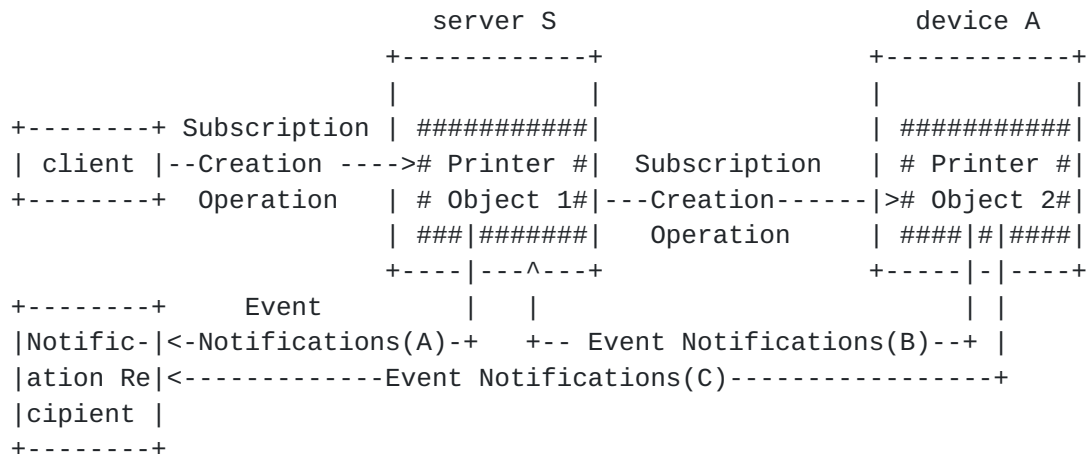 server S                       device A
                        +------------+                 +------------+
                        |            |                 |            |
+--------+ Subscription | ###########|                 | ###########|
| client |--Creation ----># Printer #|  Subscription   | # Printer #|
+--------+  Operation   | # Object 1#|---Creation------|># Object 2#|
                        | ###|#######|   Operation     | ####|#|####|
                        +----|---^---+                 +-----|-|----+
+--------+     Event         |   |                           | |
|Notific-|<-Notifications(A)-+   +-- Event Notifications(B)--+ |
|ation Re|<-------------Event Notifications(C)-----------------+
|cipient |
+--------+